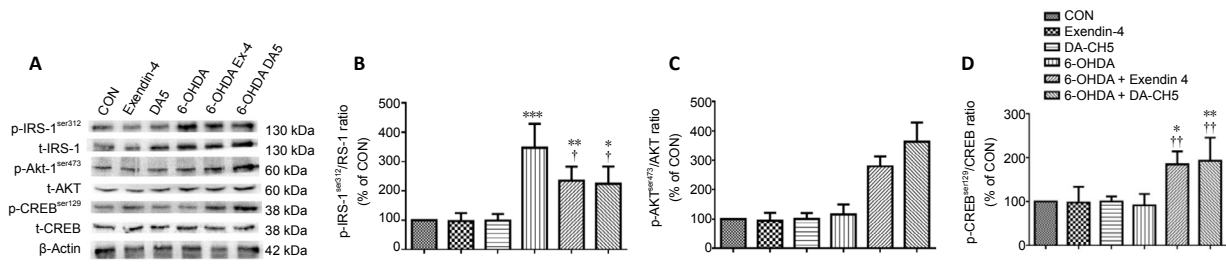 A
CON
Exendin-4
DA5
6-OHDA
6-OHDA Ex-4
6-OHDA DA5
p-IRS-1ser312 130 kDa
t-IRS-1 130 kDa
p-Akt-1ser473 60 kDa
t-AKT 60 kDa
p-CREBser129 38 kDa
t-CREB 38 kDa
β-Actin 42 kDa
B
p-IRS-1ser312/RS-1 ratio
(% of CON)
500
400
300
200
100
0
***
**
†
*
†
C
p-AKTser473/AKT ratio
(% of CON)
500
400
300
200
100
0
CON
Exendin-4
DA-CH5
6-OHDA
6-OHDA + Exendin 4
6-OHDA + DA-CH5
D
p-CREBser129/CREB ratio
(% of CON)
300
200
100
0
*
††
**
††